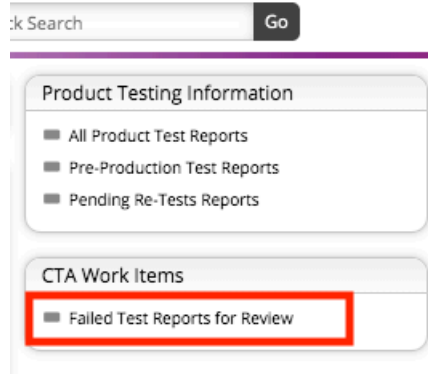 ck Search Go
Product Testing Information
All Product Test Reports
Pre-Production Test Reports
Pending Re-Tests Reports
CTA Work Items
Failed Test Reports for Review